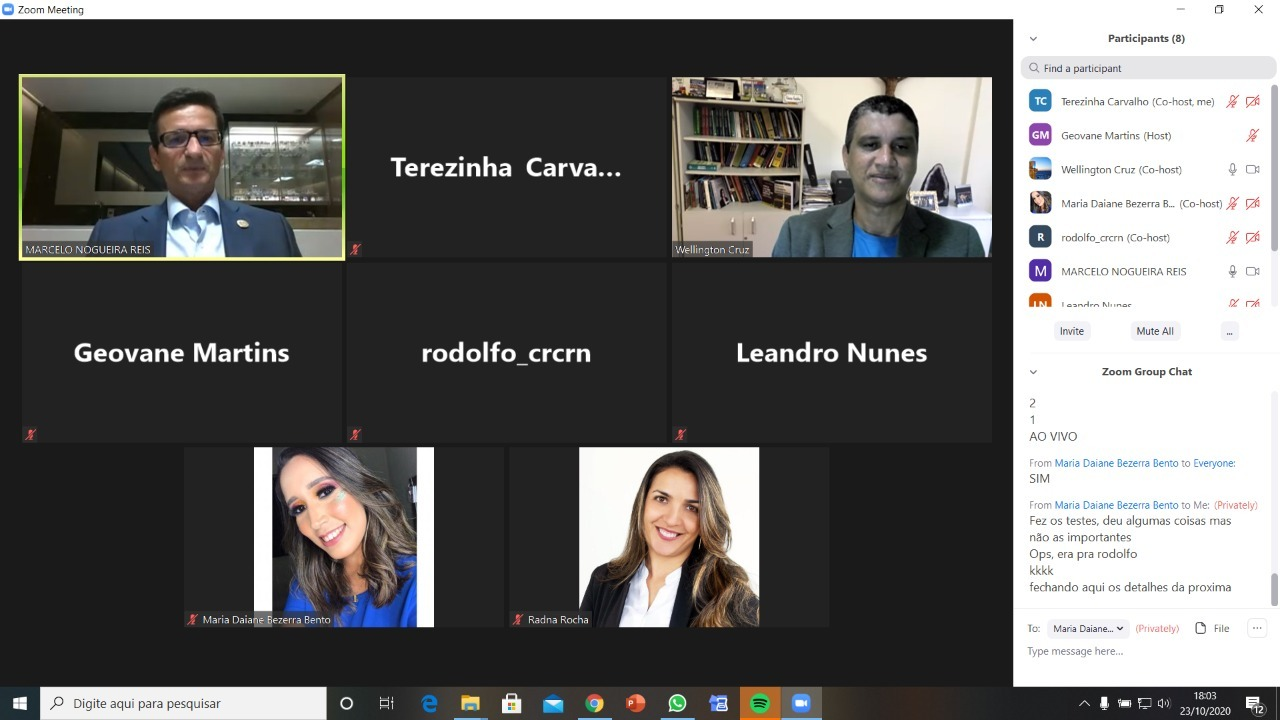 Zoom Meeting
MARCELO NOGUEIRA REIS
Terezinha Carva...
Wellington Cruz
Geovane Martins
rodolfo_crcrn
Leandro Nunes
Maria Daiane Bezerra Bento
Radna Rocha
Participants (8)
Find a participant
TC Terezinha Carvalho (Co-host, me)
GM Geovane Martins (Host)
Wellington Cruz (Co-host)
Maria Daiane Bezerra B... (Co-host)
R rodolfo_crcrn (Co-host)
M MARCELO NOGUEIRA REIS
LN Leandro Nunes
Invite Mute All ...
Zoom Group Chat
2
1
AO VIVO
From Maria Daiane Bezerra Bento to Everyone:
SIM
From Maria Daiane Bezerra Bento to Me: (Privately)
Fez os testes, deu algumas coisas mas
não as importantes
Ops, era pra rodolfo
kkkk
fechando aqui os detalhes da proxima
To: Maria Daiane... (Privately) File ...
Type message here...
Digite aqui para pesquisar
18:03
23/10/2020
12